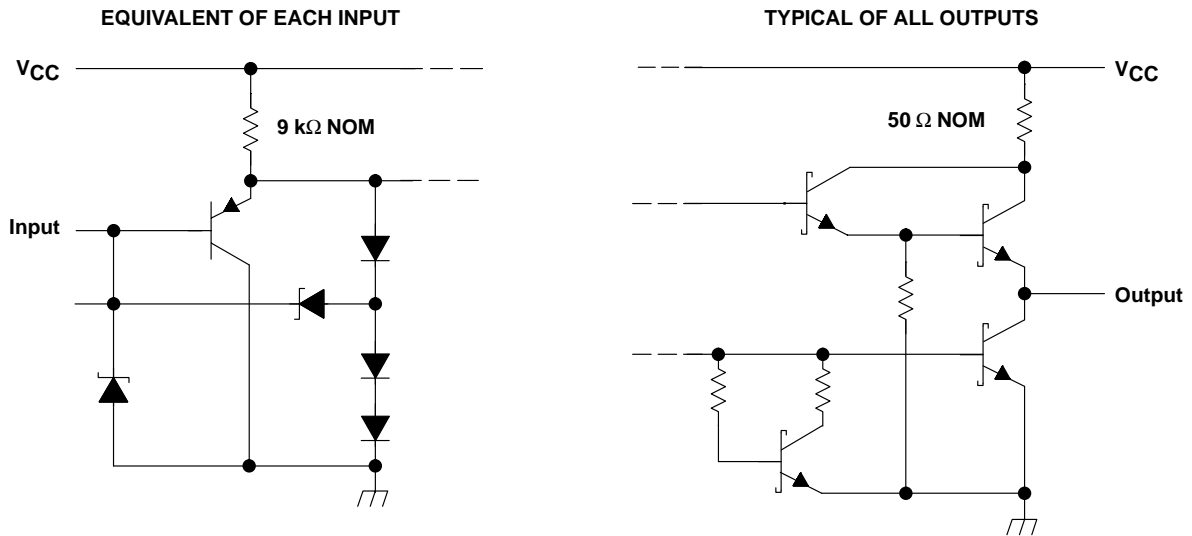 EQUIVALENT OF EACH INPUT
VCC
9 kΩ NOM
Input
TYPICAL OF ALL OUTPUTS
VCC
50 Ω NOM
Output